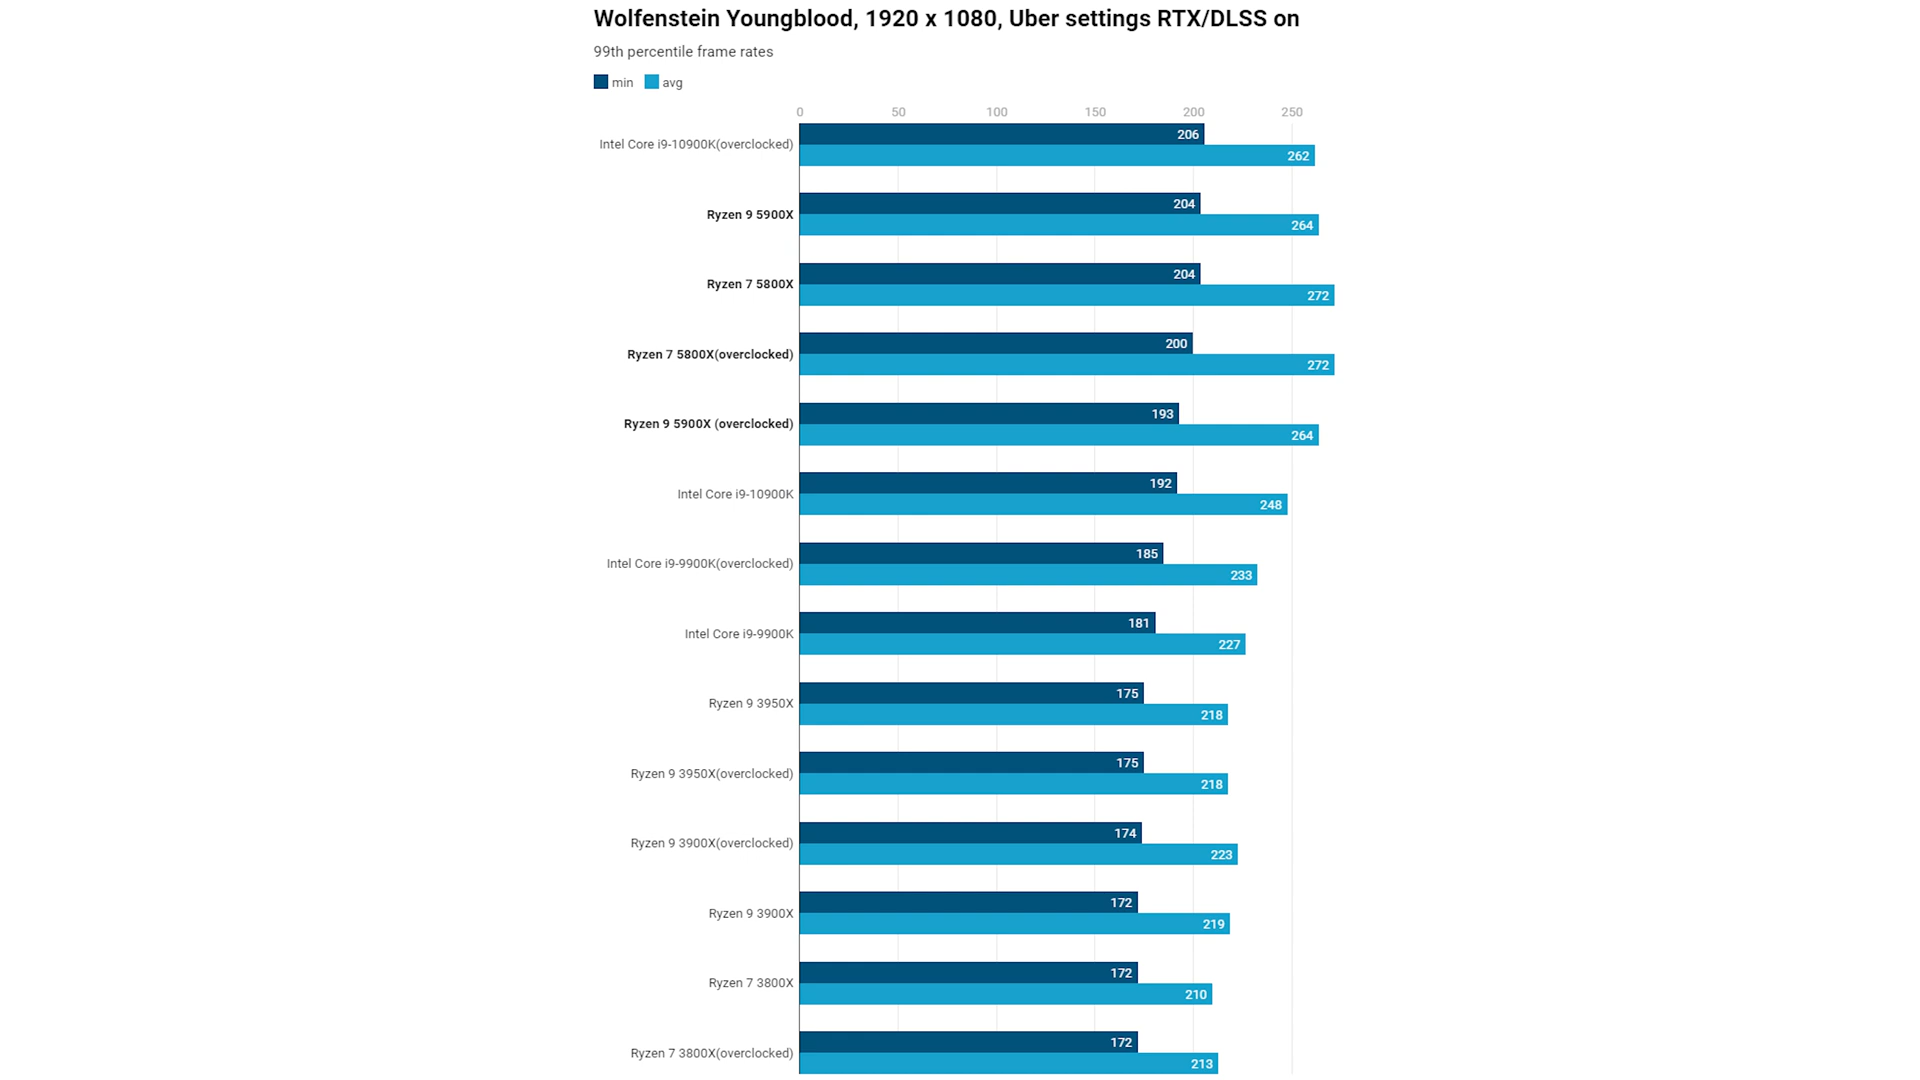 Wolfenstein Youngblood, 1920 x 1080, Uber settings RTX/DLSS on
99th percentile frame rates
min avg
0 50 100 150 200 250
Intel Core i9-10900K(overclocked) 206
262
Ryzen 9 5900X 204
264
Ryzen 7 5800X 204
272
Ryzen 7 5800X(overclocked) 200
272
Ryzen 9 5900X (overclocked) 193
264
Intel Core i9-10900K 192
248
Intel Core i9-9900K(overclocked) 185
233
Intel Core i9-9900K 181
227
Ryzen 9 3950X 175
218
Ryzen 9 3950X(overclocked) 175
218
Ryzen 9 3900X(overclocked) 174
223
Ryzen 9 3900X 172
219
Ryzen 7 3800X 172
210
Ryzen 7 3800X(overclocked) 172
213